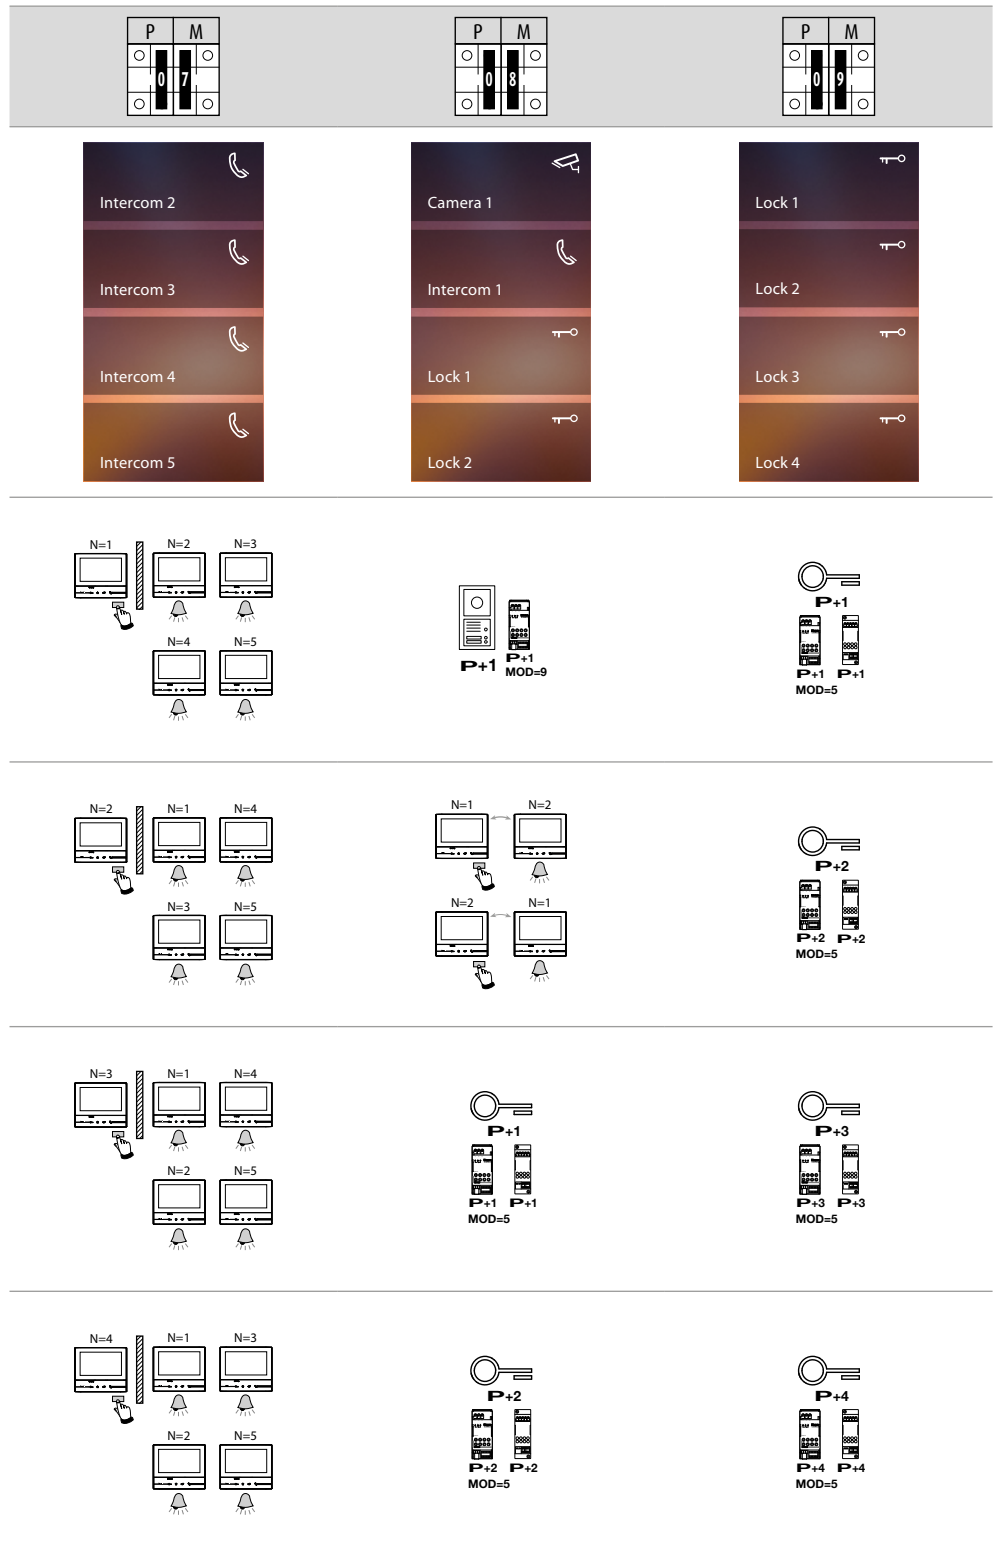 P M P M P M
0 7 0 8 0 9
Intercom 2
Intercom 3
Intercom 4
Intercom 5
Camera 1
Intercom 1
Lock 1
Lock 2
Lock 1
Lock 2
Lock 3
Lock 4
N=1 N=2 N=3
N=4 N=5
P+1 P+1
MOD=9
P+1
P+1 P+1
MOD=5
N=2 N=1 N=4
N=3 N=5
N=1 N=2
N=2 N=1
P+2
P+2 P+2
MOD=5
N=3 N=1 N=4
N=2 N=5
P+1
P+1 P+1
MOD=5
P+3
P+3 P+3
MOD=5
N=4 N=1 N=3
N=2 N=5
P+2
P+2 P+2
MOD=5
P+4
P+4 P+4
MOD=5